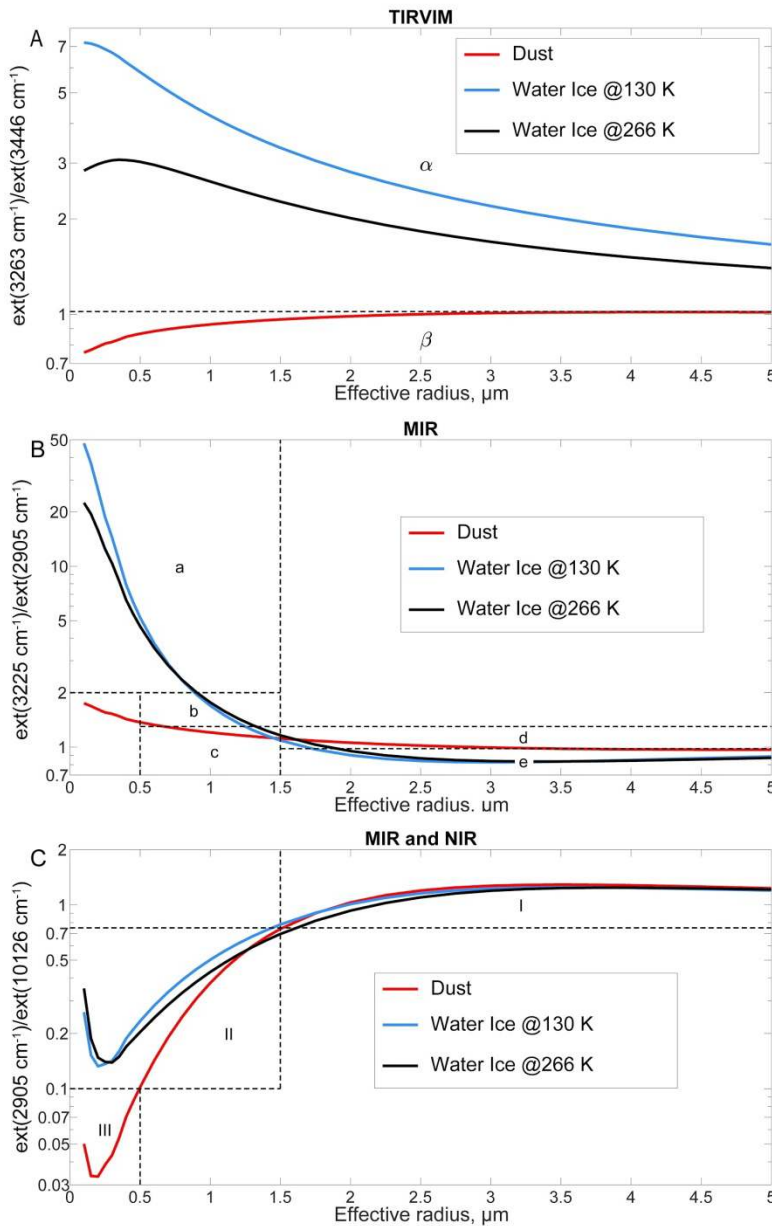 A
TIRVIM
ext(3263 cm⁻¹)/ext(3446 cm⁻¹)
7
5
3
2
1
0.7
Dust
Water Ice @130 K
Water Ice @266 K
α
β
0 0.5 1 1.5 2 2.5 3 3.5 4 4.5 5
Effective radius, µm
B
MIR
ext(3225 cm⁻¹)/ext(2905 cm⁻¹)
50
20
10
5
2
1
0.7
Dust
Water Ice @130 K
Water Ice @266 K
a
b
c
d
e
0 0.5 1 1.5 2 2.5 3 3.5 4 4.5 5
Effective radius. µm
C
MIR and NIR
ext(2905 cm⁻¹)/ext(10126 cm⁻¹)
2
1
0.7
0.5
0.2
0.1
0.07
0.05
0.03
I
II
III
Dust
Water Ice @130 K
Water Ice @266 K
0 0.5 1 1.5 2 2.5 3 3.5 4 4.5 5
Effective radius, µm